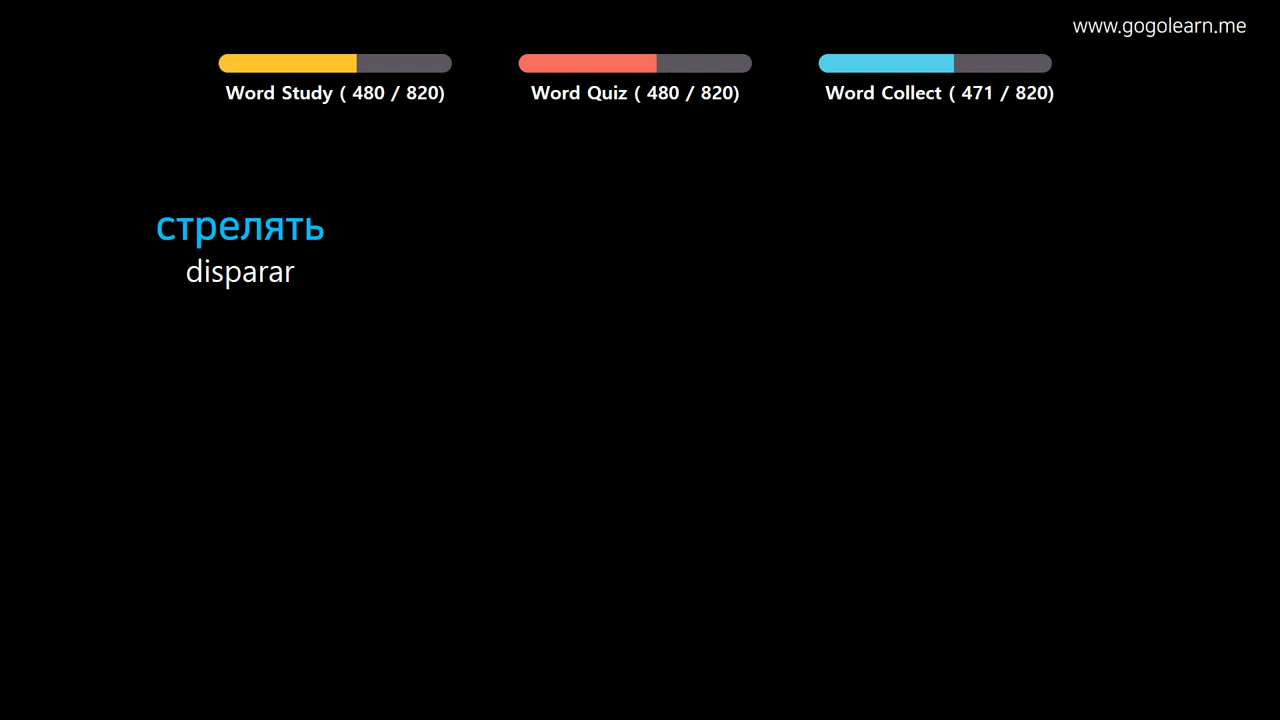 www.gogolearn.me
Word Study ( 480 / 820)
Word Quiz ( 480 / 820)
Word Collect ( 471 / 820)
стрелять
disparar